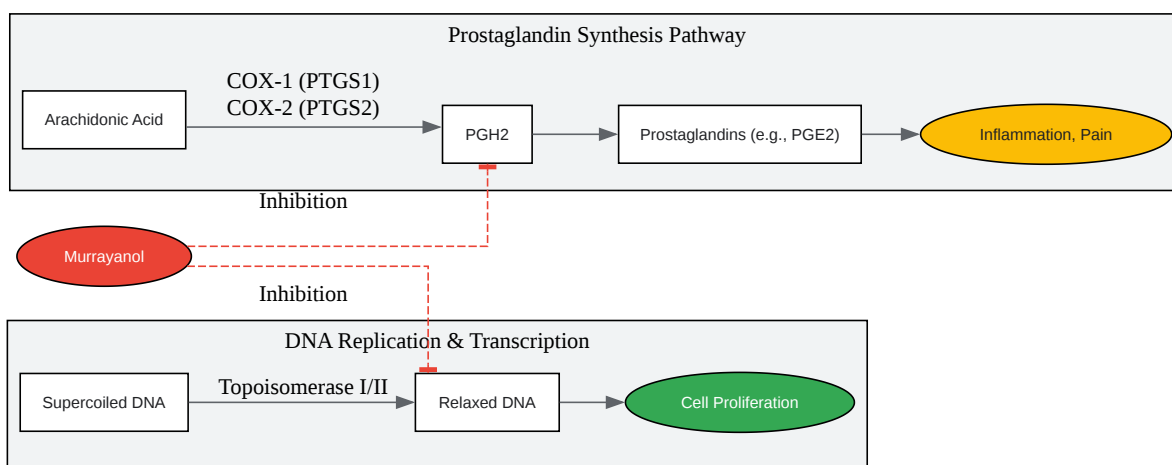 Prostaglandin Synthesis Pathway
COX-1 (PTGS1)
COX-2 (PTGS2)
Arachidonic Acid
PGH2
Prostaglandins (e.g., PGE2)
Inflammation, Pain
Inhibition
Murrayanol
Inhibition
DNA Replication & Transcription
Topoisomerase I/II
Supercoiled DNA
Relaxed DNA
Cell Proliferation